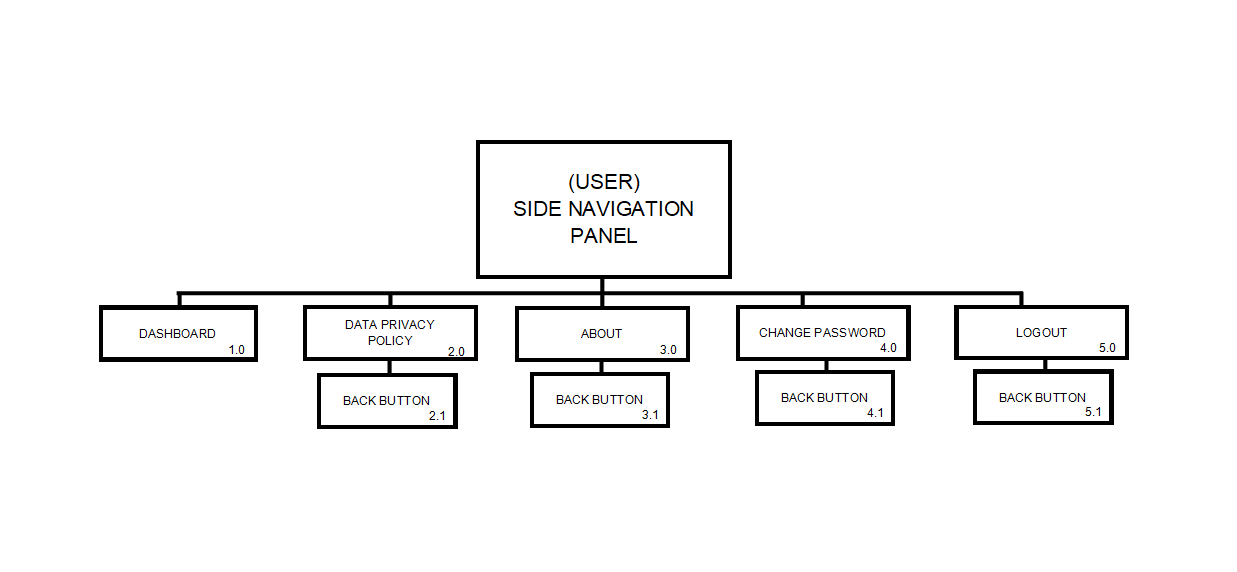 (USER)
SIDE NAVIGATION
PANEL
DASHBOARD
1.0
DATA PRIVACY
POLICY
2.0
ABOUT
3.0
CHANGE PASSWORD
4.0
LOGOUT
5.0
BACK BUTTON
2.1
BACK BUTTON
3.1
BACK BUTTON
4.1
BACK BUTTON
5.1